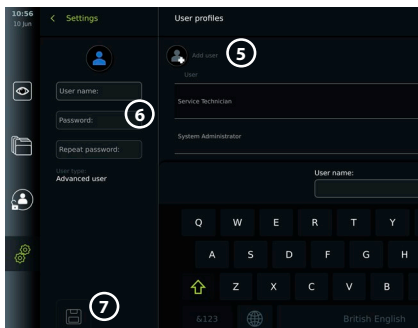 10:56
10 Jun
Settings
User profiles
Add user
5
User
User name:
Service Technician
Password:
6
System Administrator
Repeat password:
User type:
Advanced user
User name:
Q W E R T Y
A S D F G H
Z X C V B
7
&123
British English